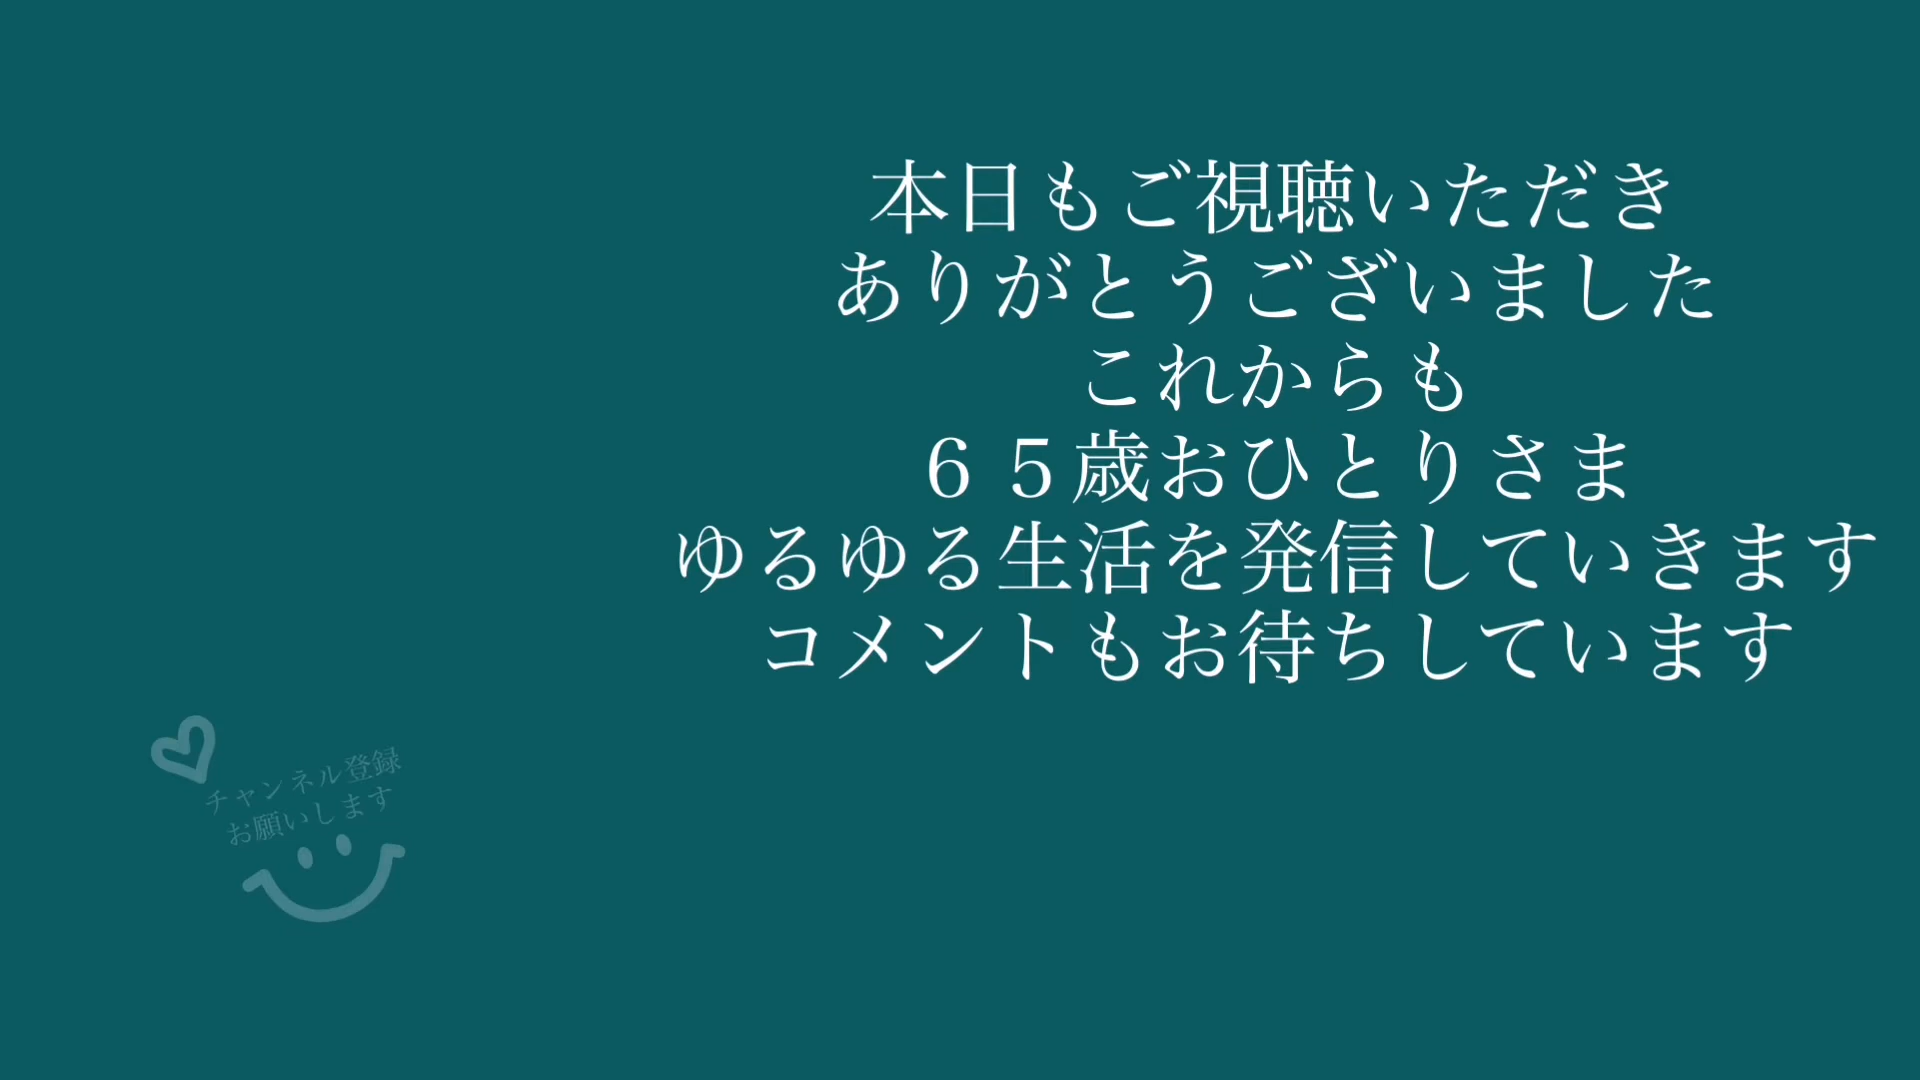 本日もご視聴いただき
ありがとうございました
これからも
６５歳おひとりさま
ゆるゆる生活を発信していきます
コメントもお待ちしています
チャンネル登録
お願いします